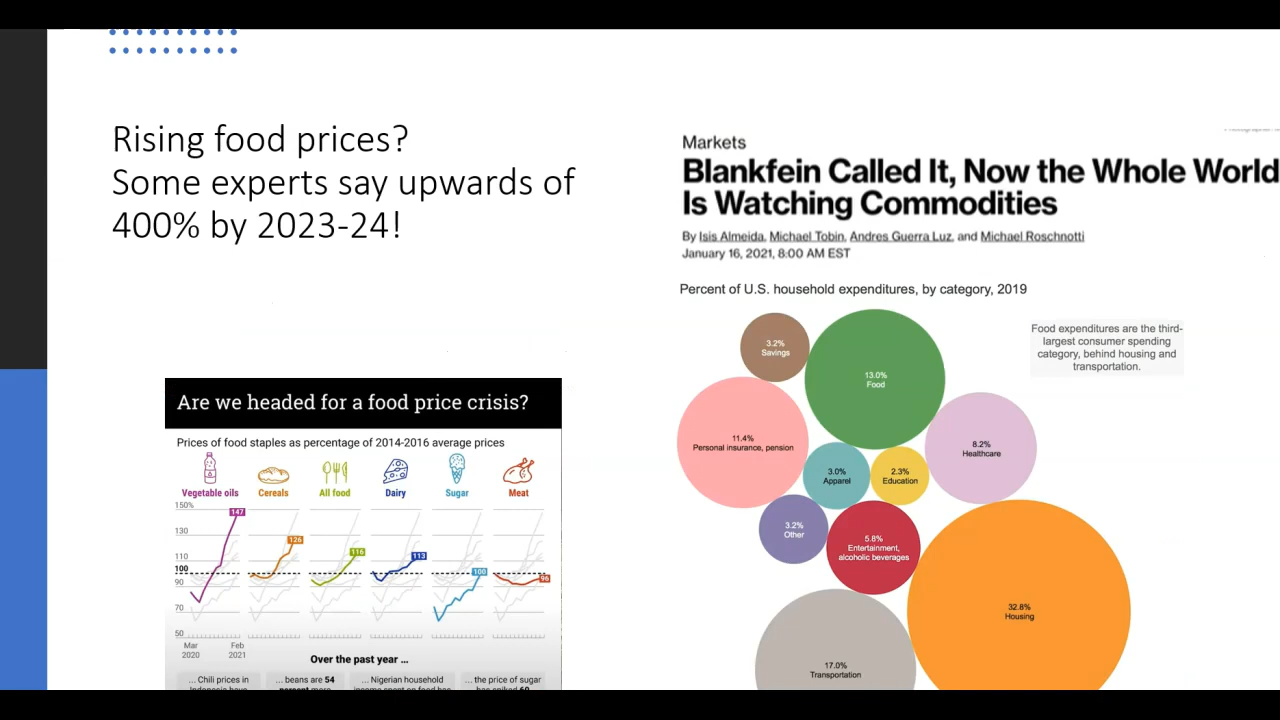 Rising food prices?
Some experts say upwards of
400% by 2023-24!
Are we headed for a food price crisis?
Prices of food staples as percentage of 2014-2016 average prices
Vegetable oils Cereals All food Dairy Sugar Meat
150%
130
110
100
90
70
50
147
126
116
113
100
96
Mar
2020
Feb
2021
Over the past year ...
... Chili prices in
... beans are 54
... Nigerian household
... the price of sugar
Markets
Blankfein Called It, Now the Whole World
Is Watching Commodities
By Isis Almeida, Michael Tobin, Andres Guerra Luz, and Michael Roschnotti
January 16, 2021, 8:00 AM EST
Percent of U.S. household expenditures, by category, 2019
Food expenditures are the third-
largest consumer spending
category, behind housing and
transportation.
3.2%
Savings
13.0%
Food
11.4%
Personal insurance, pension
8.2%
Healthcare
3.0%
Apparel
2.3%
Education
3.2%
Other
5.8%
Entertainment,
alcoholic beverages
32.8%
Housing
17.0%
Transportation